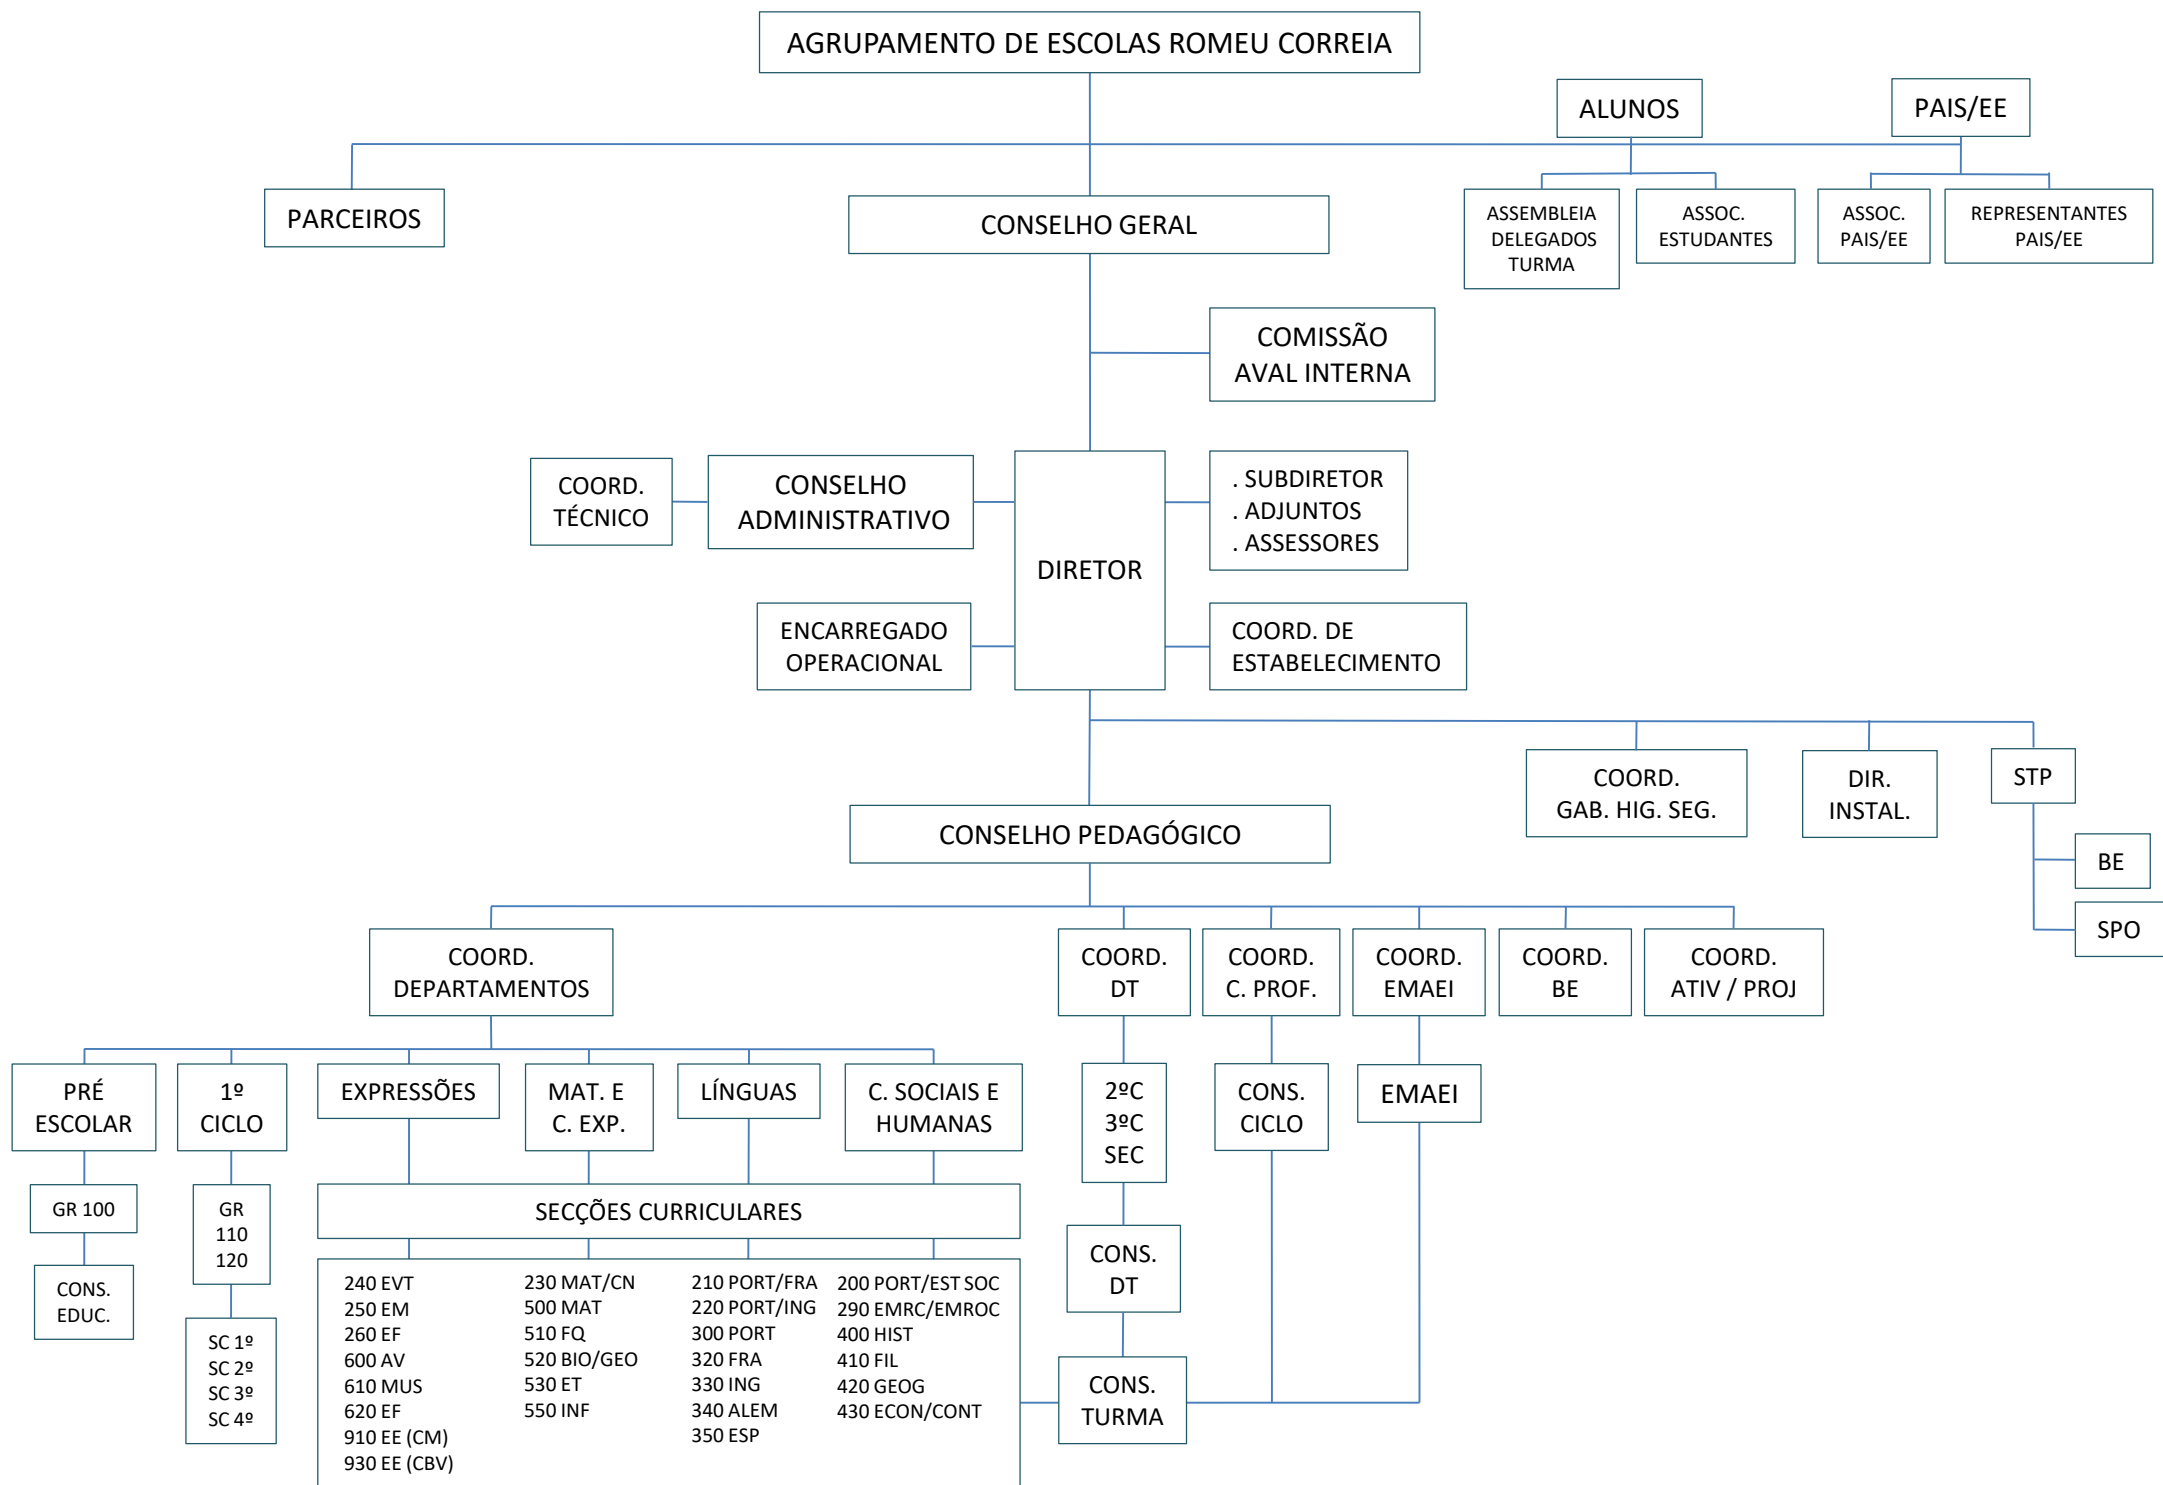 AGRUPAMENTO DE ESCOLAS ROMEU CORREIA
ALUNOS
PAIS/EE
PARCEIROS
CONSELHO GERAL
ASSEMBLEIA
DELEGADOS
TURMA
ASSOC.
ESTUDANTES
ASSOC.
PAIS/EE
REPRESENTANTES
PAIS/EE
COMISSÃO
AVAL INTERNA
COORD.
TÉCNICO
CONSELHO
ADMINISTRATIVO
DIRETOR
. SUBDIRETOR
. ADJUNTOS
. ASSESSORES
ENCARREGADO
OPERACIONAL
COORD. DE
ESTABELECIMENTO
COORD.
GAB. HIG. SEG.
DIR.
INSTAL.
STP
CONSELHO PEDAGÓGICO
BE
SPO
COORD.
DEPARTAMENTOS
COORD.
DT
COORD.
C. PROF.
COORD.
EMAEI
COORD.
BE
COORD.
ATIV / PROJ
PRÉ
ESCOLAR
1º
CICLO
EXPRESSÕES
MAT. E
C. EXP.
LÍNGUAS
C. SOCIAIS E
HUMANAS
2ºC
3ºC
SEC
CONS.
CICLO
EMAEI
GR 100
GR
110
120
SECÇÕES CURRICULARES
CONS.
DT
CONS.
EDUC.
SC 1º
SC 2º
SC 3º
SC 4º
240 EVT
250 EM
260 EF
600 AV
610 MUS
620 EF
910 EE (CM)
930 EE (CBV)
230 MAT/CN
500 MAT
510 FQ
520 BIO/GEO
530 ET
550 INF
210 PORT/FRA
220 PORT/ING
300 PORT
320 FRA
330 ING
340 ALEM
350 ESP
200 PORT/EST SOC
290 EMRC/EMROC
400 HIST
410 FIL
420 GEOG
430 ECON/CONT
CONS.
TURMA